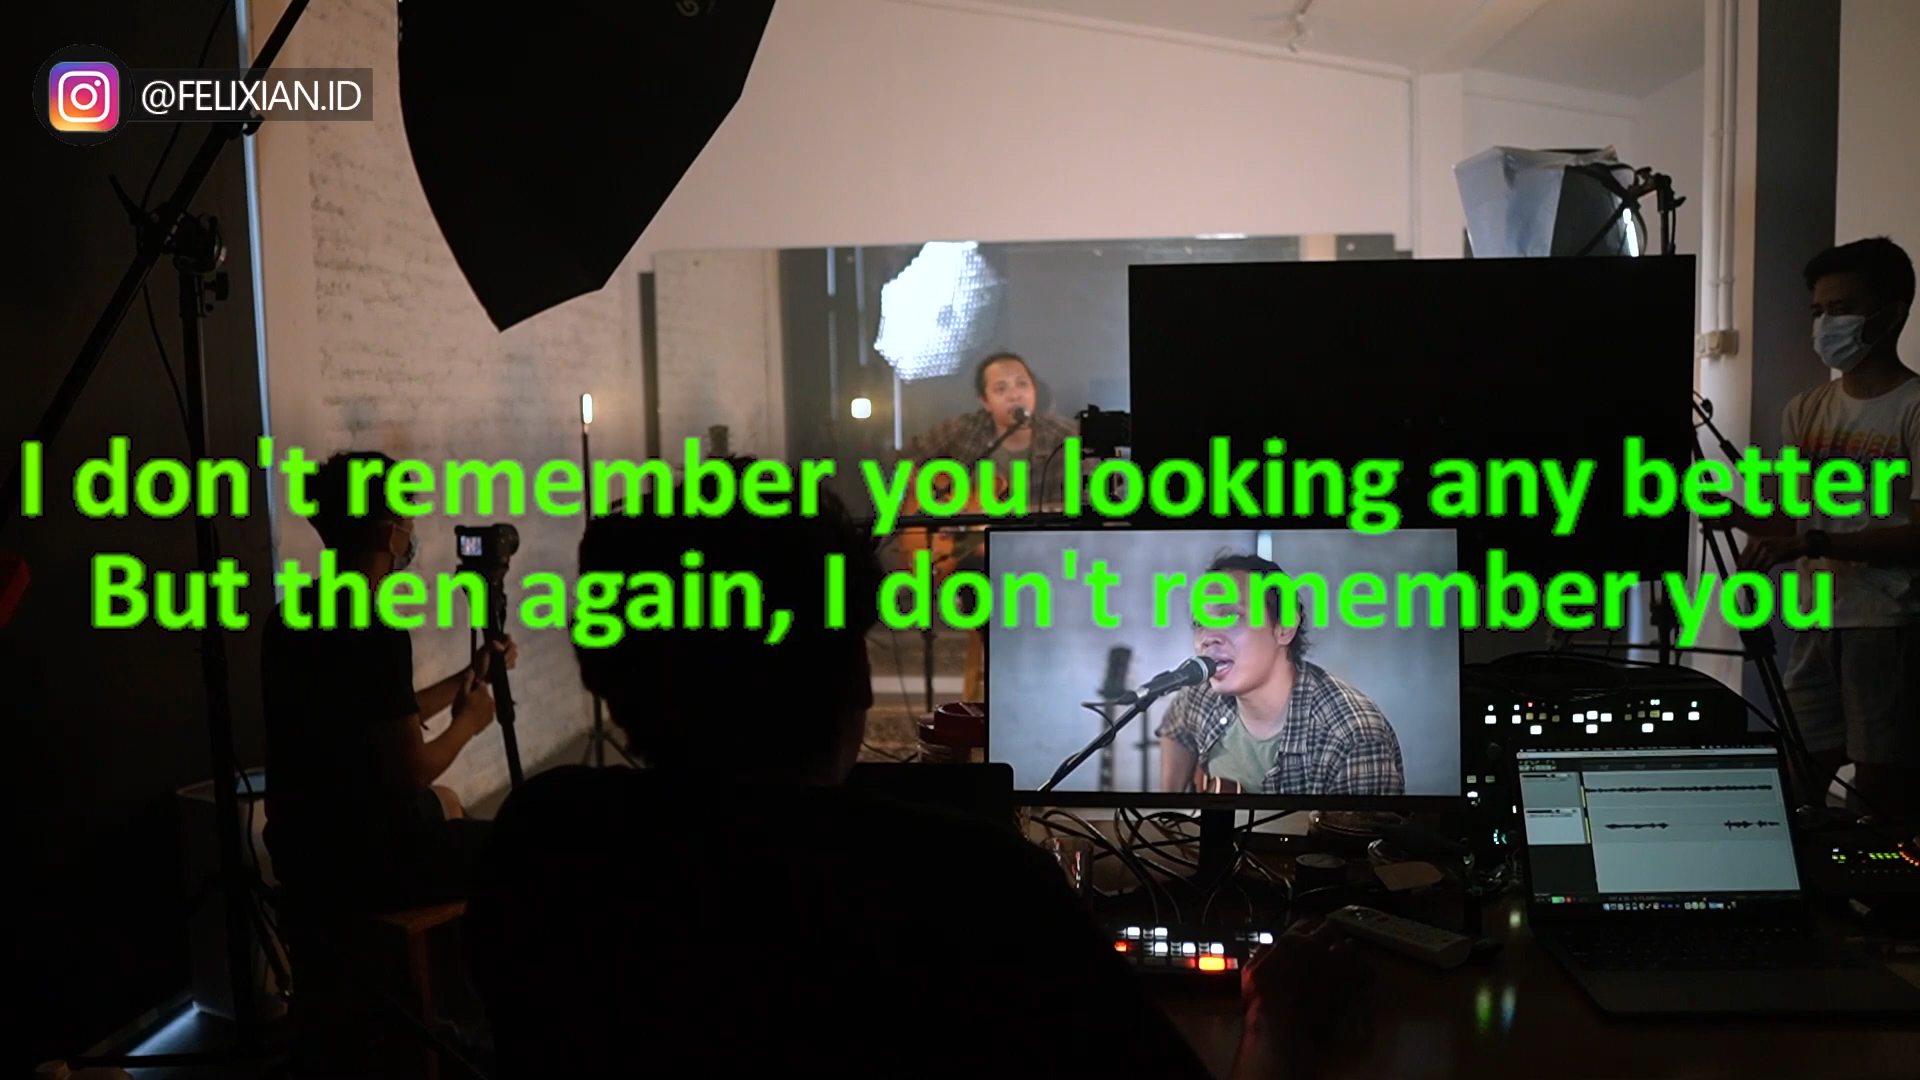 @FELIXIAN.ID
I don't remember you looking any better
But then again, I don't remember you